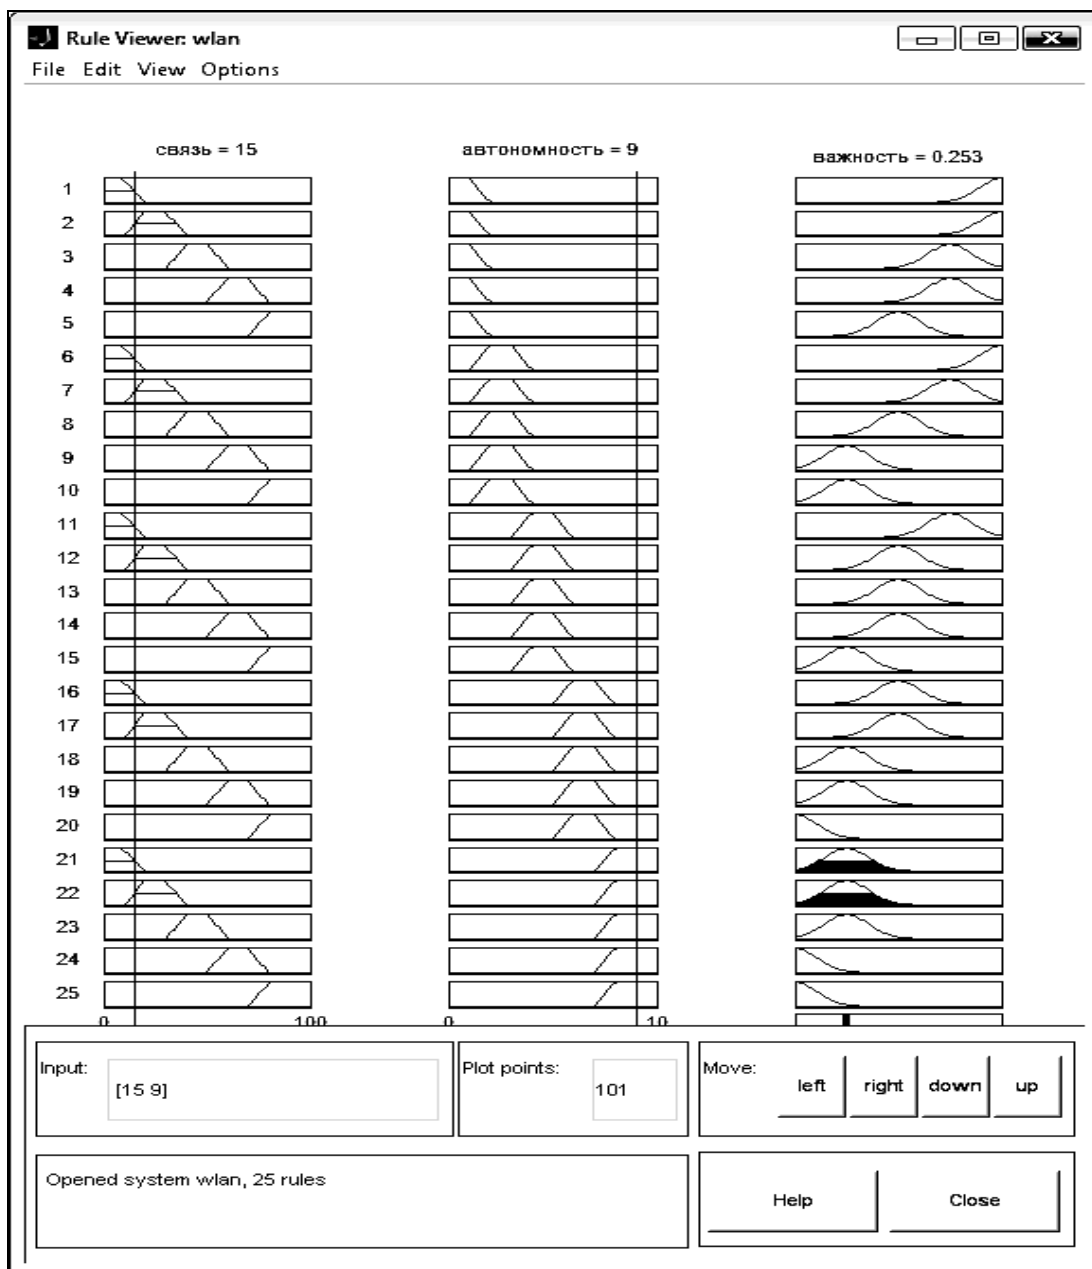 Rule Viewer: wlan
File Edit View Options
связь = 15
автономность = 9
важность = 0.253
1
2
3
4
5
6
7
8
9
10
11
12
13
14
15
16
17
18
19
20
21
22
23
24
25
0 100 0 10
Input:
[15 9]
Plot points:
101
Move:
left right down up
Opened system wlan, 25 rules
Help Close